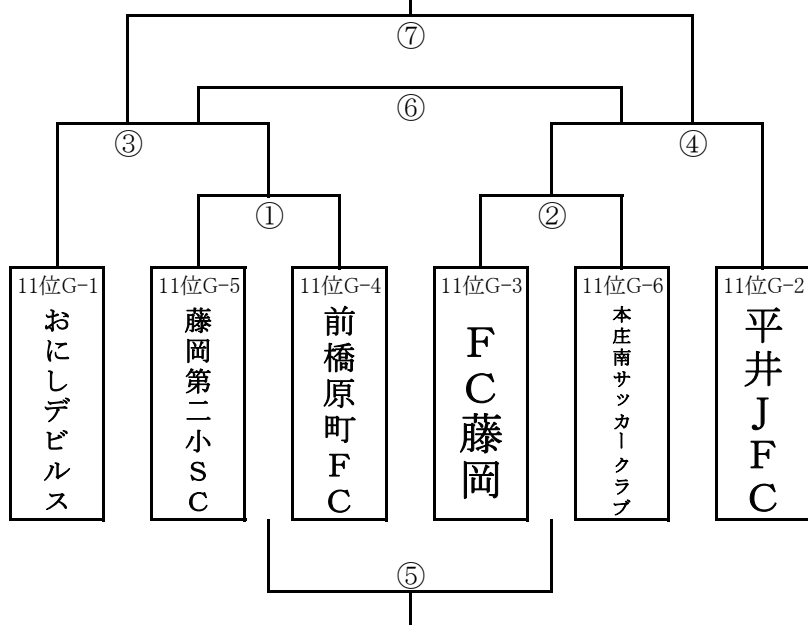 ⑦
⑥
③
④
①
②
11位G-1
おにしデビルス
11位G-5
藤岡第二小SC
11位G-4
前橋原町FC
11位G-3
FC藤岡
11位G-6
本庄南サッカークラブ
11位G-2
平井JFC
⑤